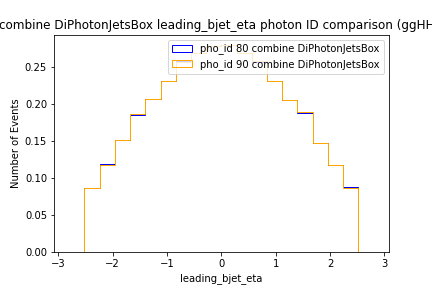 combine DiPhotonJetsBox leading_bjet_eta photon ID comparison (ggHH
pho_id 80 combine DiPhotonJetsBox
pho_id 90 combine DiPhotonJetsBox
Number of Events
0.25
0.20
0.15
0.10
0.05
0.00
−3
−2
−1
0
1
2
3
leading_bjet_eta